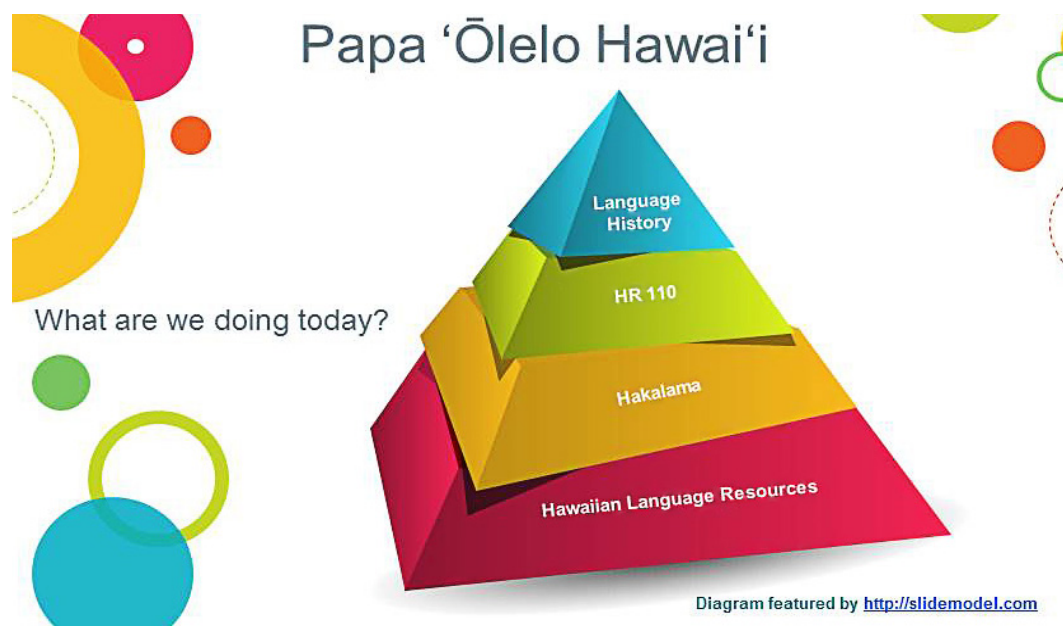 Papa ʻŌlelo Hawaiʻi
Language
History
HR 110
What are we doing today?
Hakalama
Hawaiian Language Resources
Diagram featured by http://slidemodel.com